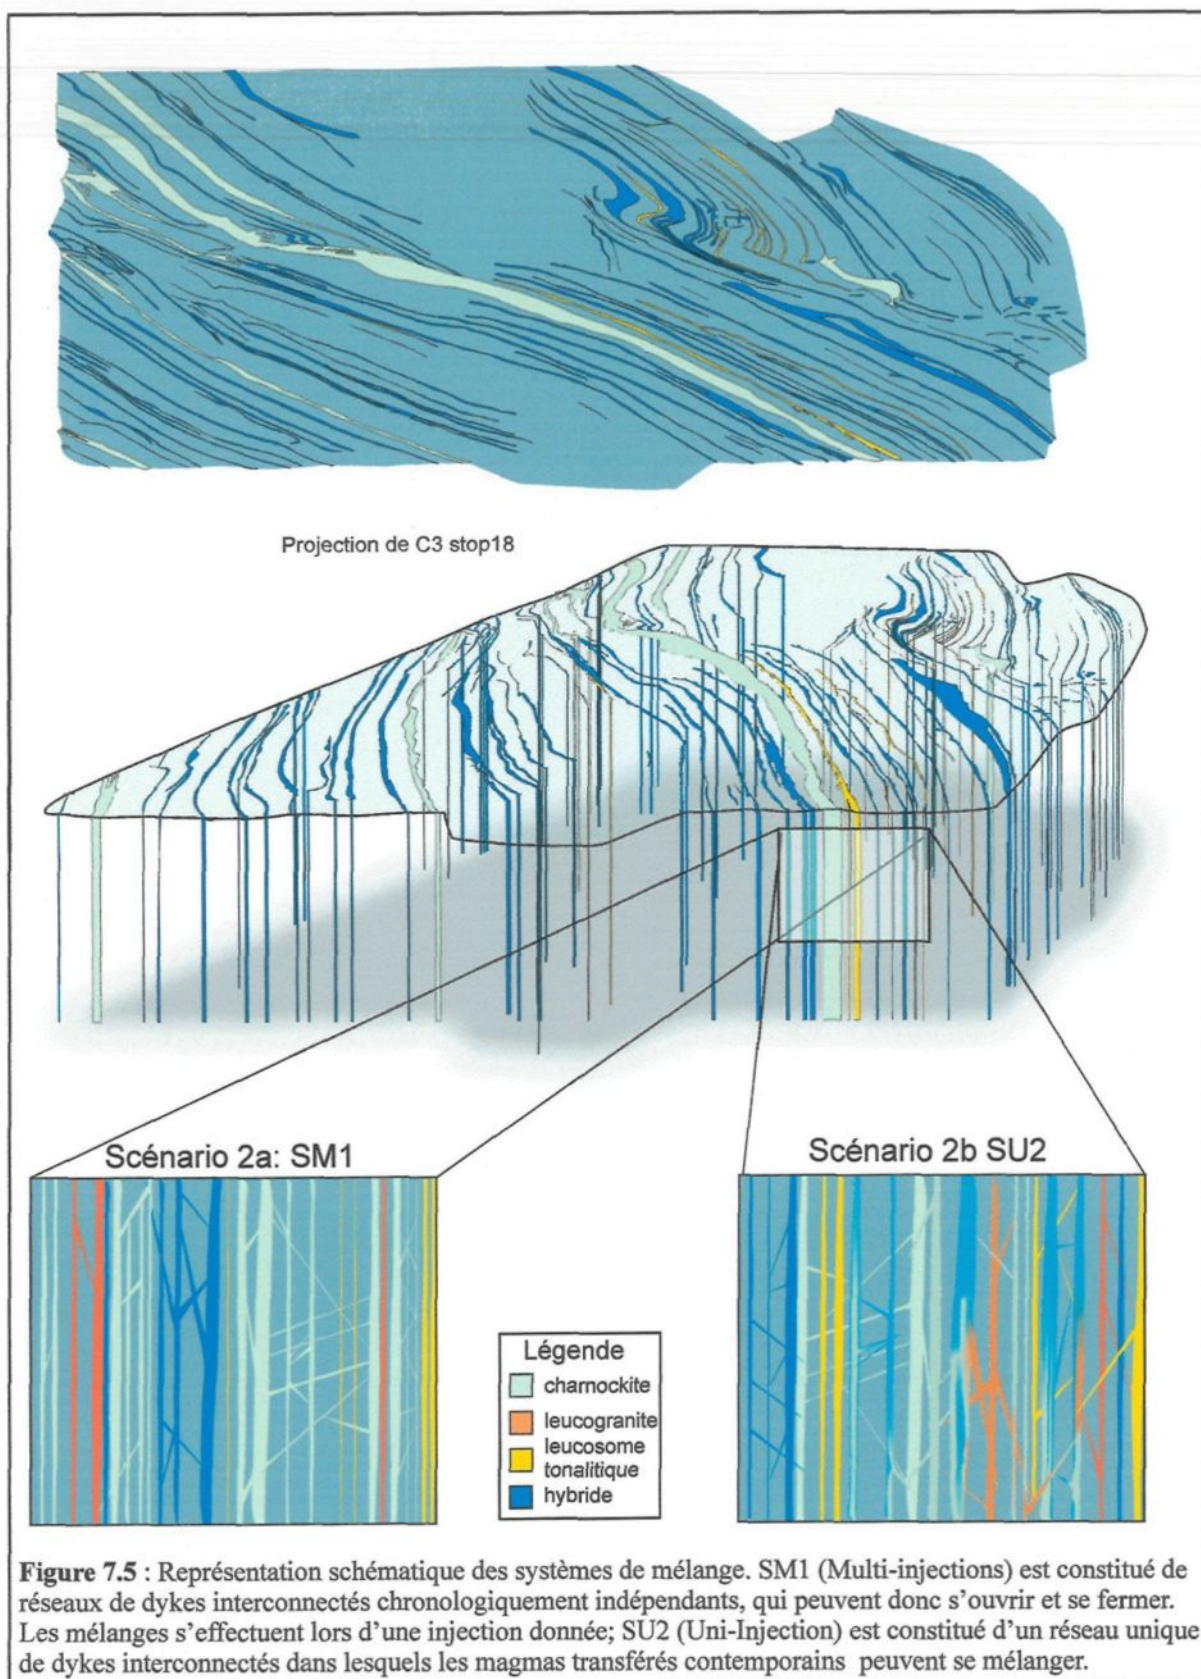 Projection de C3 stop18
Scénario 2a: SM1
Scénario 2b SU2
Légende
charnockite
leucogranite
leucosome
tonalitique
hybride
Figure 7.5 : Représentation schématique des systèmes de mélange. SM1 (Multi-injections) est constitué de
réseaux de dykes interconnectés chronologiquement indépendants, qui peuvent donc s'ouvrir et se fermer.
Les mélanges s'effectuent lors d'une injection donnée; SU2 (Uni-Injection) est constitué d'un réseau unique
de dykes interconnectés dans lesquels les magmas transférés contemporains peuvent se mélanger.